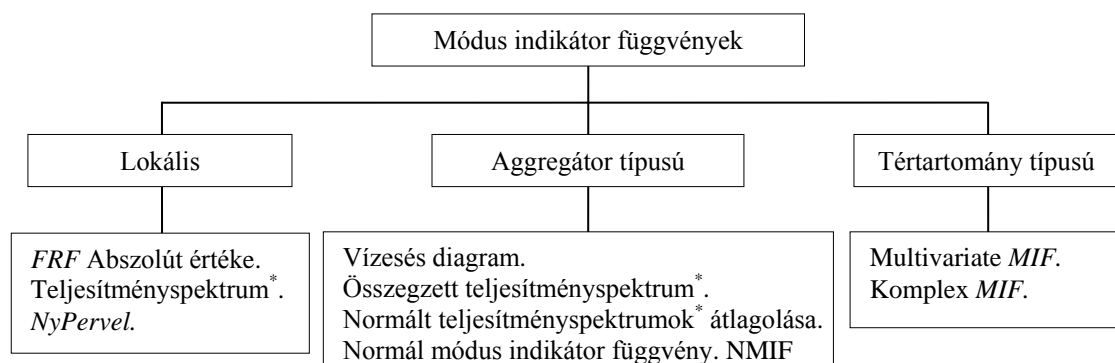 Módus indikátor függvények
Lokális
Aggregátor típusú
Tértartomány típusú
FRF Abszolút értéke.
Teljesítményspektrum*.
NyPervel.
Vízesés diagram.
Összegzett teljesítményspektrum*.
Normált teljesítményspektrumok* átlagolása.
Normál módus indikátor függvény. NMIF
Multivariate MIF.
Komplex MIF.